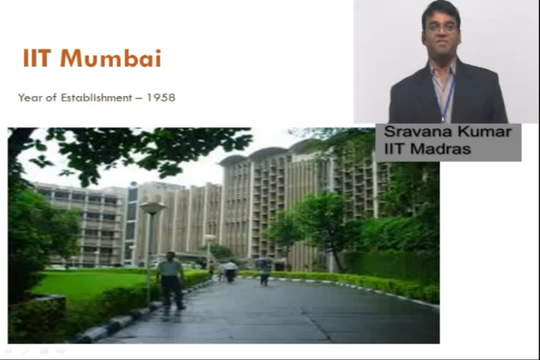 IIT Mumbai
Year of Establishment – 1958
Sravana Kumar
IIT Madras